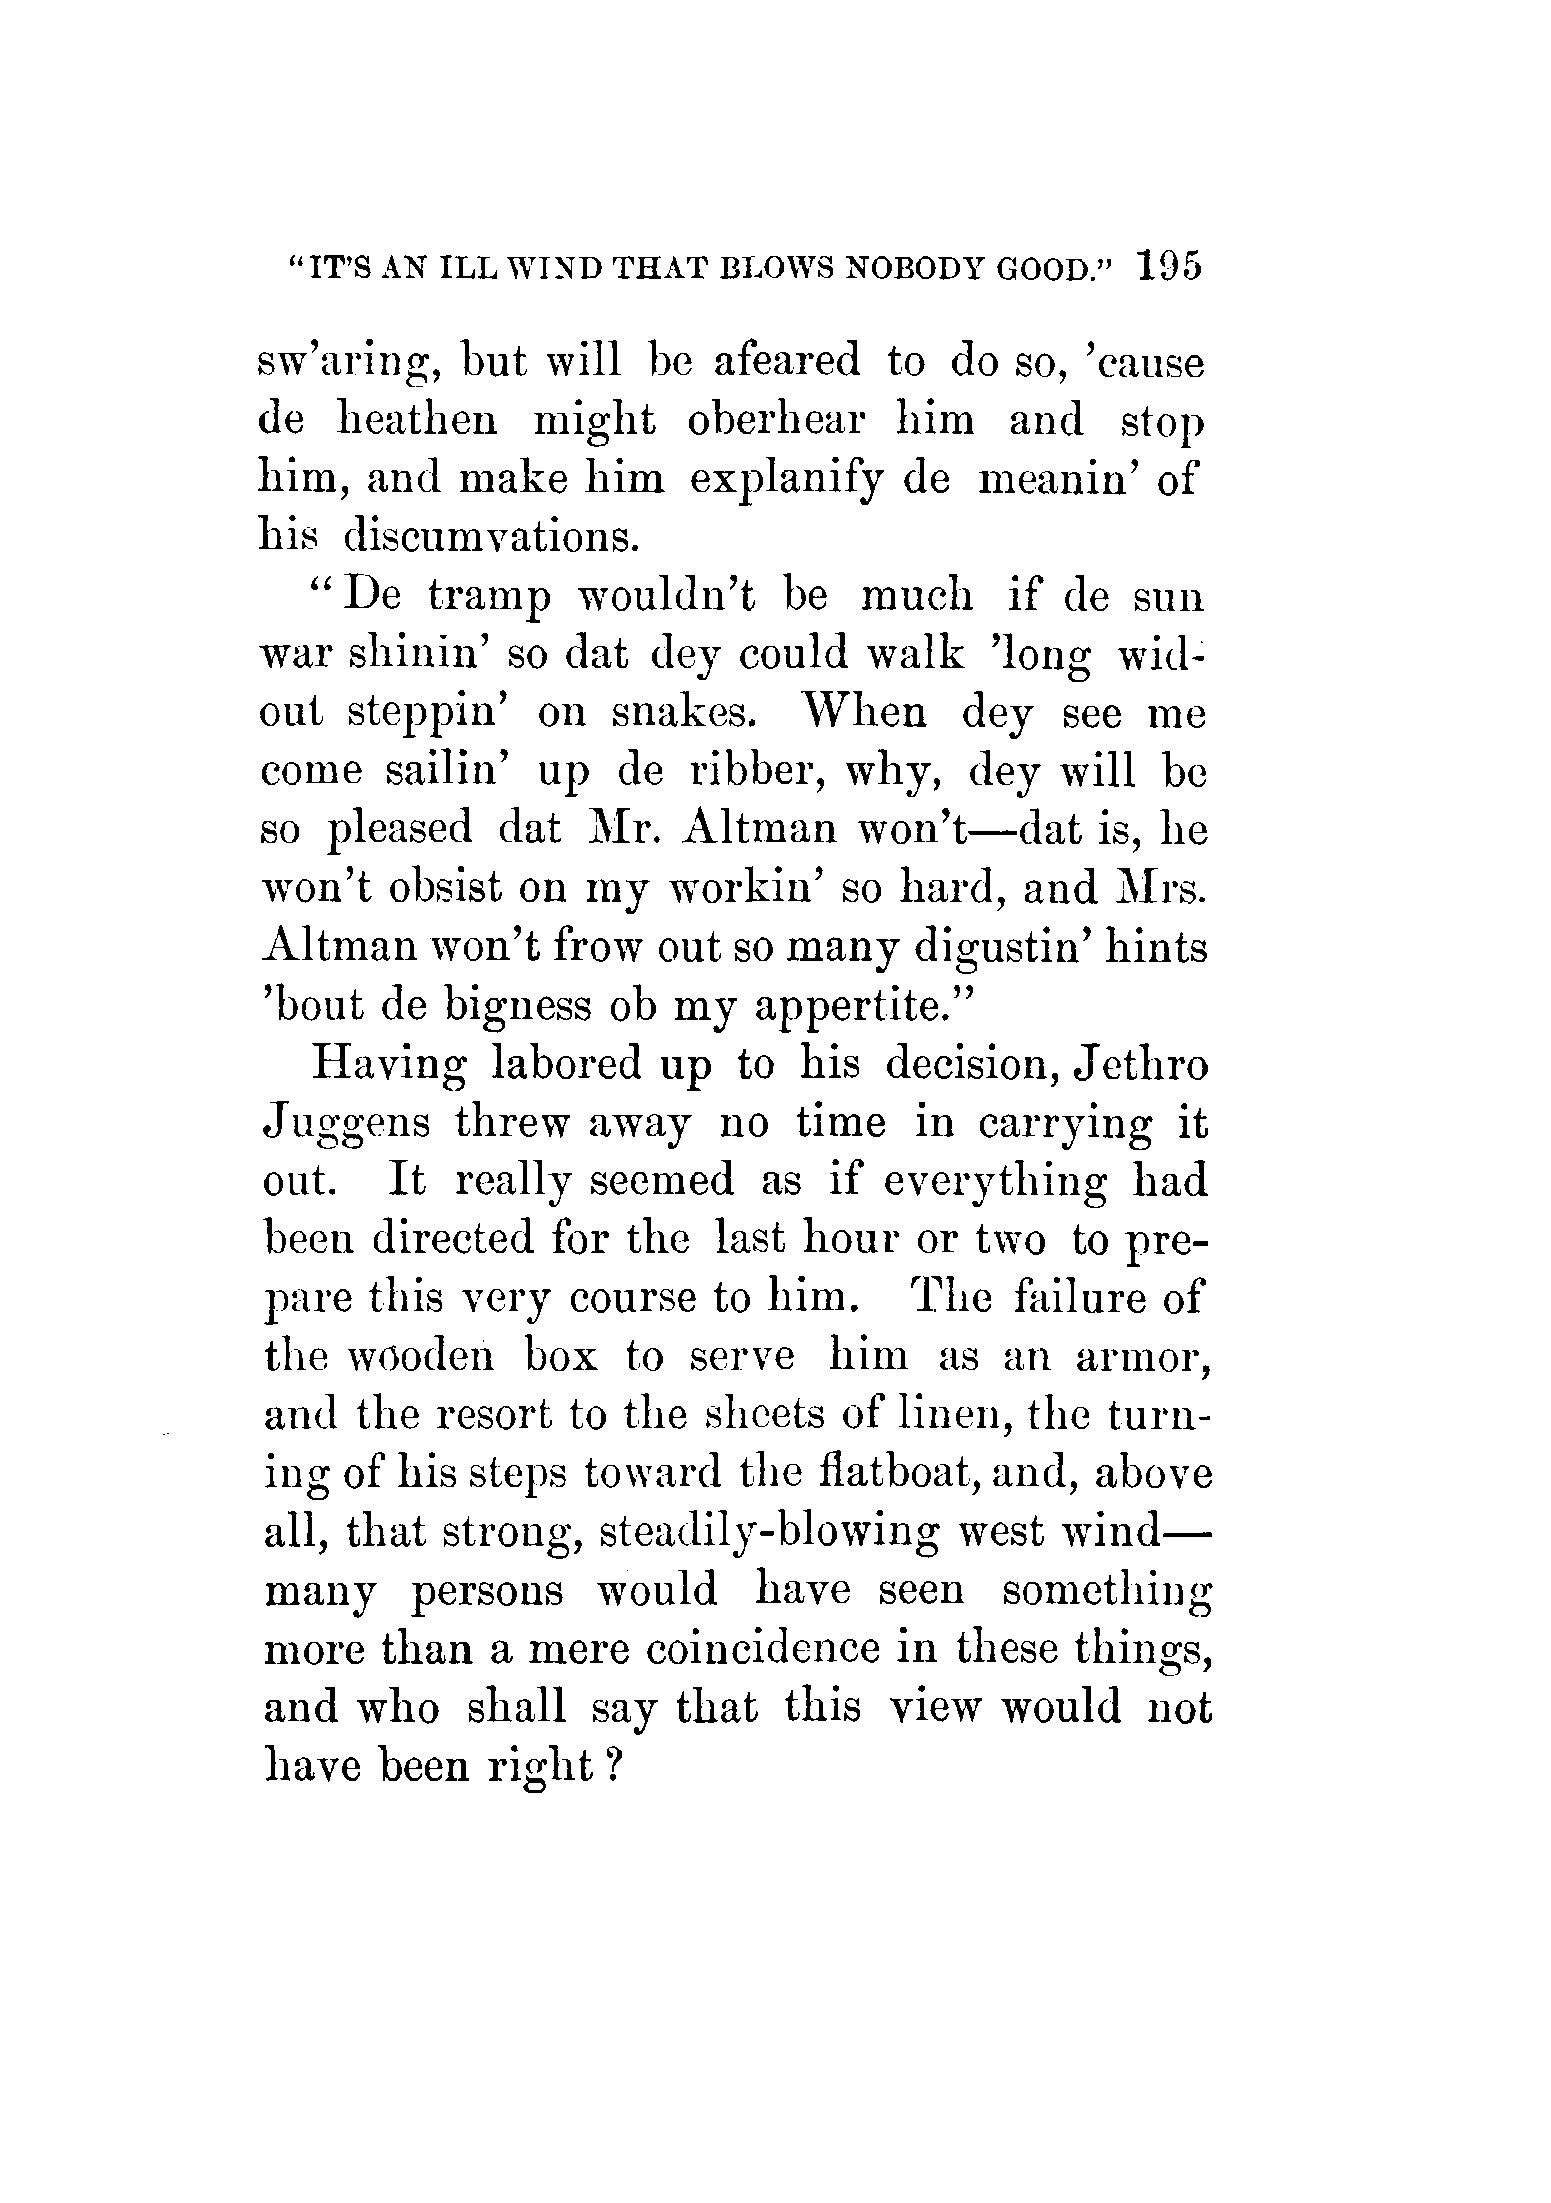 "IT'S AN ILL WIND THAT BLOWS NOBODY GOOD." 195
sw'aring, but will be afeared to do so, 'cause
de heathen might oberhear him and stop
him, and make him explanify de meanin' of
his discumvations.
"De tramp wouldn't be much if de sun
war shinin' so dat dey could walk 'long wid-
out steppin' on snakes. When dey see me
come sailin' up de ribber, why, dey will be
so pleased dat Mr. Altman won't—dat is, he
won't obsist on my workin' so hard, and Mrs.
Altman won't frow out so many digustin' hints
'bout de bigness ob my appertite."
Having labored up to his decision, Jethro
Juggens threw away no time in carrying it
out. It really seemed as if everything had
been directed for the last hour or two to pre-
pare this very course to him. The failure of
the wooden box to serve him as an armor,
and the resort to the sheets of linen, the turn-
ing of his steps toward the flatboat, and, above
all, that strong, steadily-blowing west wind—
many persons would have seen something
more than a mere coincidence in these things,
and who shall say that this view would not
have been right?